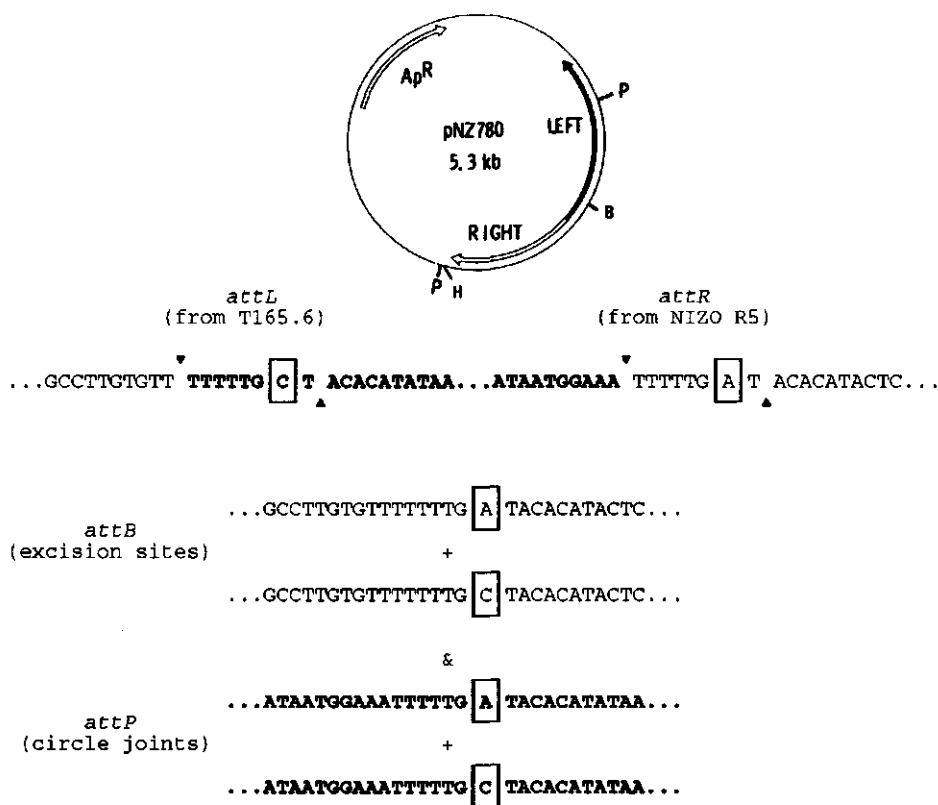 ApR
P
pNZ780
LEFT
5.3 kb
B
RIGHT
P H
attL
(from T165.6)
attR
(from NIZO R5)
...GCCTTGTGTT TTTTTG C T ACACATATAA...ATAATGGAAA TTTTTG A T ACACATACTC...
...GCCTTGTGTTTTTTTG A TACACATACTC...
attB
(excision sites)
+
...GCCTTGTGTTTTTTTG C TACACATACTC...
&
...ATAATGGAAATTTTTG A TACACATATAA...
attP
(circle joints)
+
...ATAATGGAAATTTTTG C TACACATATAA...